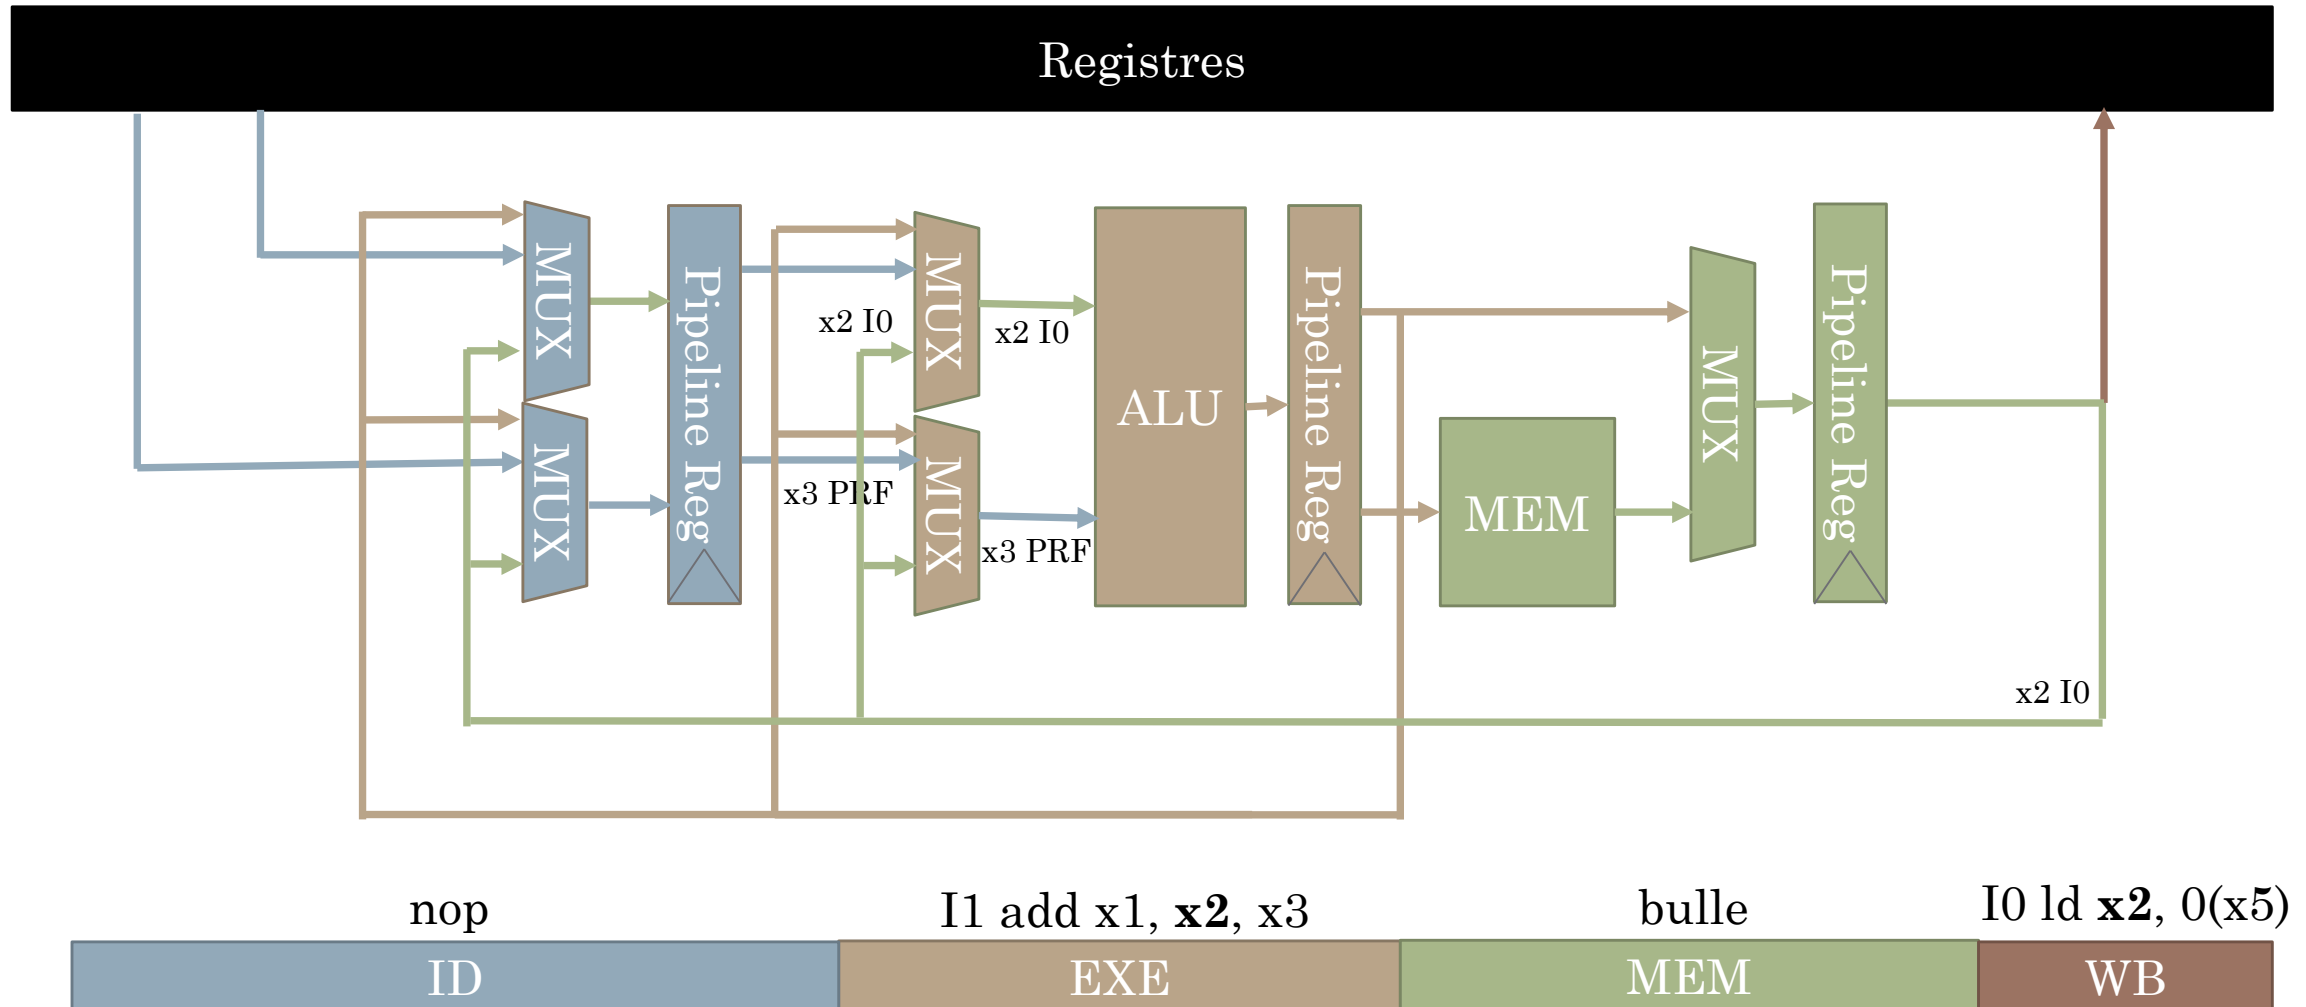 Registres
MUX
MUX
Pipeline Reg
x2 I0
x3 PRF
MUX
MUX
x2 I0
x3 PRF
ALU
Pipeline Reg
MEM
MUX
Pipeline Reg
x2 I0
nop
I1 add x1, x2, x3
bulle
I0 ld x2, 0(x5)
ID
EXE
MEM
WB